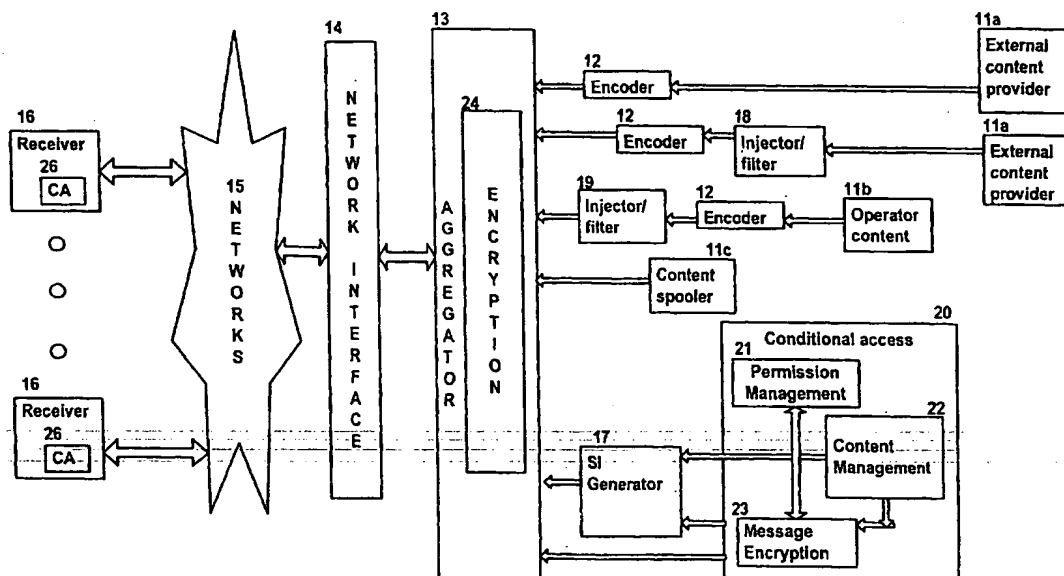 16
Receiver
26
CA
16
Receiver
26
CA
15
NETWORKS
14
NETWORK INTERFACE
13
AGGREGATOR
24
ENCRYPTION
12
Encoder
11a
External
content
provider
12
Encoder
18
Injector/
filter
11a
External
content
provider
19
Injector/
filter
12
Encoder
11b
Operator
content
11c
Content
spooler
20
Conditional access
21
Permission
Management
22
Content
Management
17
SI
Generator
23
Message
Encryption